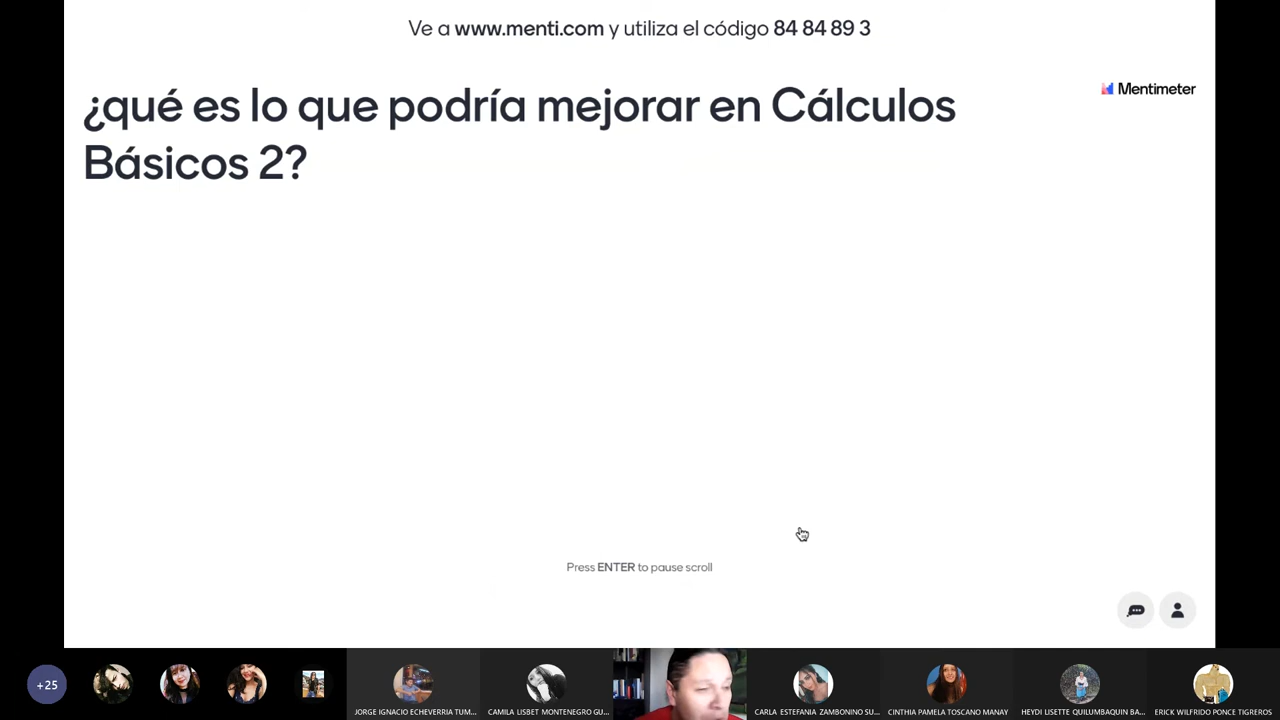 Ve a www.menti.com y utiliza el código 84 84 89 3
Mentimeter
¿qué es lo que podría mejorar en Cálculos
Básicos 2?
Press ENTER to pause scroll
+25
JORGE IGNACIO ECHEVERRIA TUM...
CAMILA LISBET MONTENEGRO GU...
CARLA ESTEFANIA ZAMBONINO SU...
CINTHIA PAMELA TOSCANO MANAY
HEYDI LISETTE QUILUMBAQUIN BA...
ERICK WILFRIDO PONCE TIGREROS